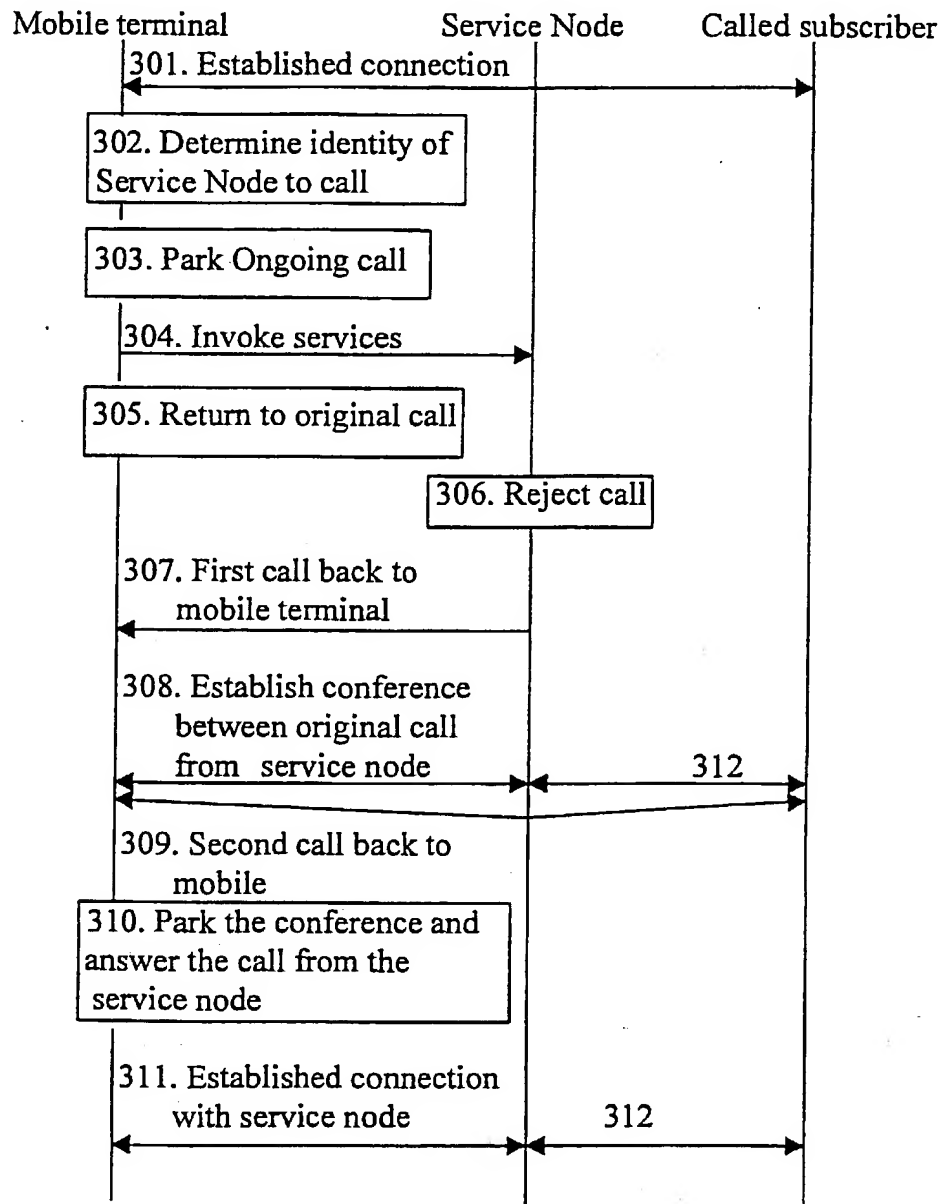 Mobile terminal Service Node Called subscriber
301. Established connection
302. Determine identity of
Service Node to call
303. Park Ongoing call
304. Invoke services
305. Return to original call
306. Reject call
307. First call back to
mobile terminal
308. Establish conference
between original call
from service node 312
309. Second call back to
mobile
310. Park the conference and
answer the call from the
service node
311. Established connection
with service node 312